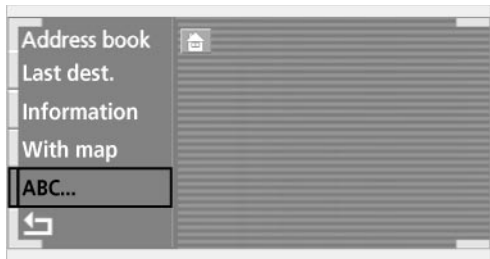 Address book
Last dest.
Information
With map
ABC...